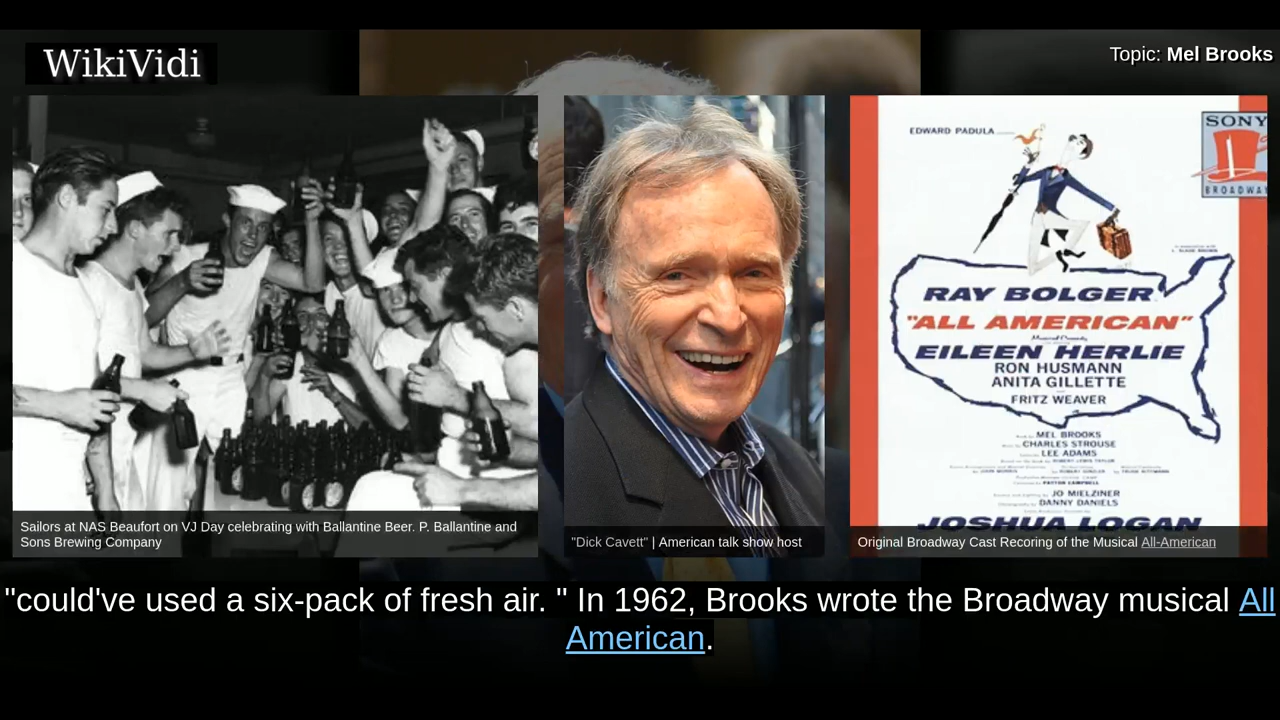 WikiVidi
Topic: Mel Brooks
EDWARD PADULA
SONY
BROADWAY
RAY BOLGER
"ALL AMERICAN"
EILEEN HERLIE
RON HUSMANN
ANITA GILLETTE
FRITZ WEAVER
MEL BROOKS
CHARLES STROUSE
LEE ADAMS
JO MIELZINER
DANNY DANIELS
JOSHUA LOGAN
Sailors at NAS Beaufort on VJ Day celebrating with Ballantine Beer. P. Ballantine and
Sons Brewing Company
"Dick Cavett" | American talk show host
Original Broadway Cast Recoring of the Musical All-American
"could've used a six-pack of fresh air. " In 1962, Brooks wrote the Broadway musical All
American.